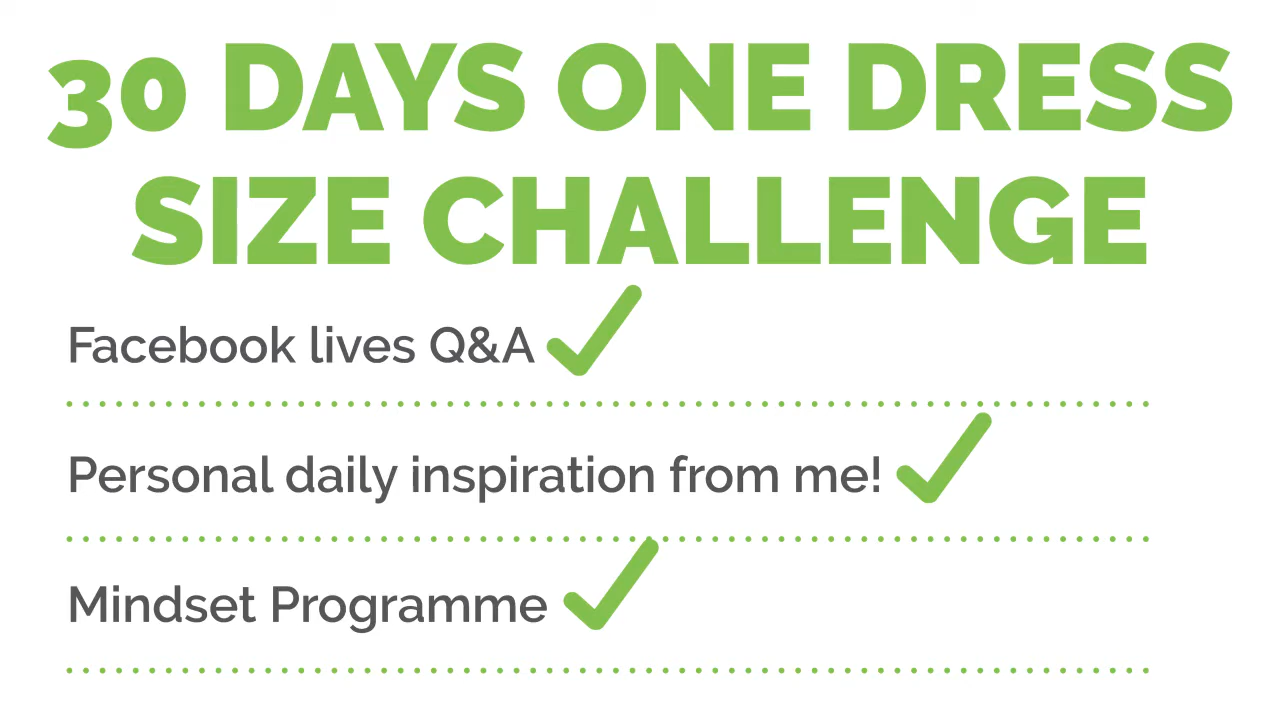 30 DAYS ONE DRESS
SIZE CHALLENGE
Facebook lives Q&A
Personal daily inspiration from me!
Mindset Programme